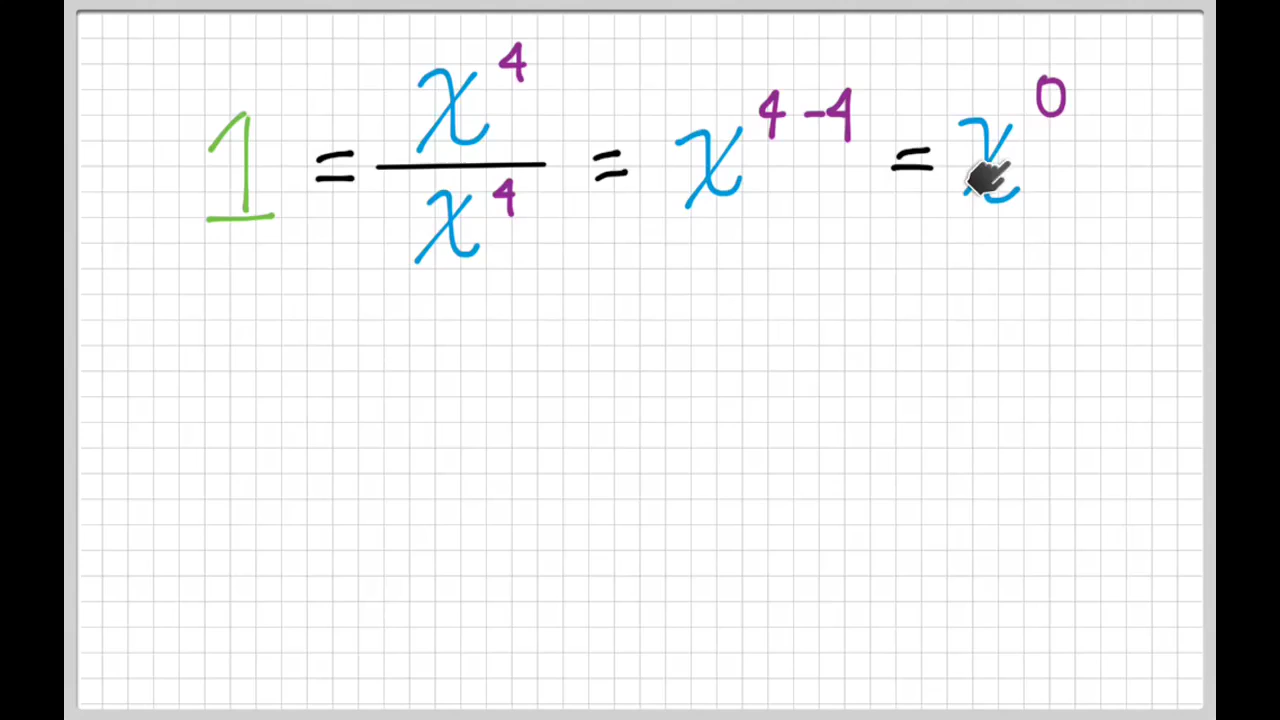 1 = x^4 / x^4 = x^{4-4} = x^0